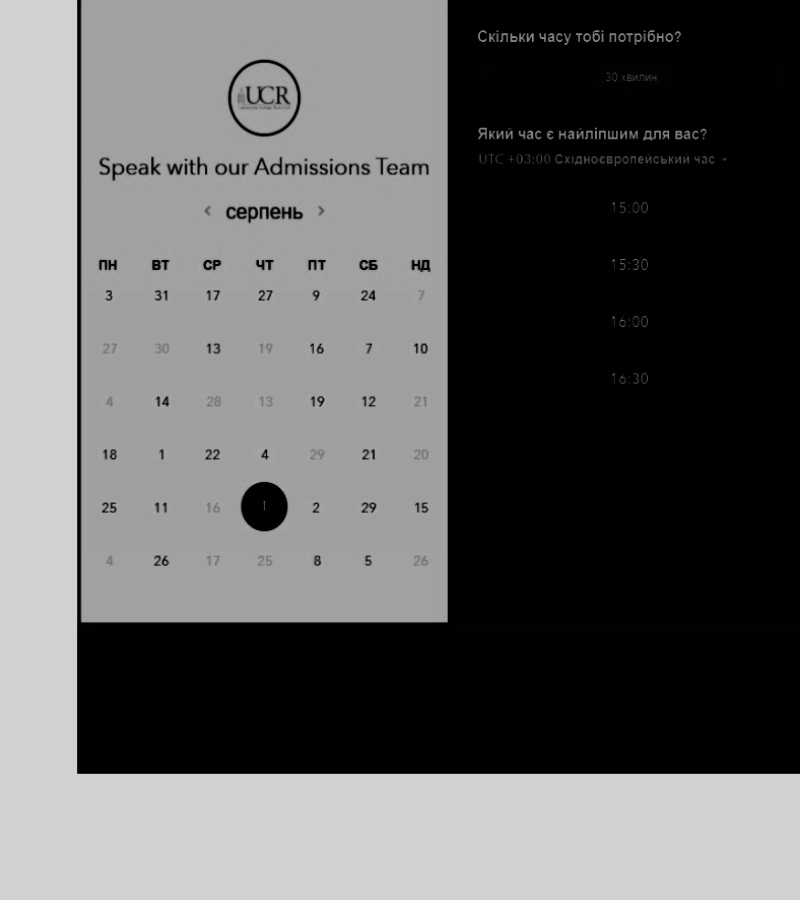 UCR
Speak with our Admissions Team
‹ серпень ›
ПН ВТ СР ЧТ ПТ СБ НД
3 31 17 27 9 24 7
27 30 13 19 16 7 10
4 14 28 13 19 12 21
18 1 22 4 29 21 20
25 11 16 1 2 29 15
4 26 17 25 8 5 26
Скільки часу тобі потрібно?
30 хвилин
Який час є найліпшим для вас?
UTC +03:00 Східноєвропейський час
15:00
15:30
16:00
16:30